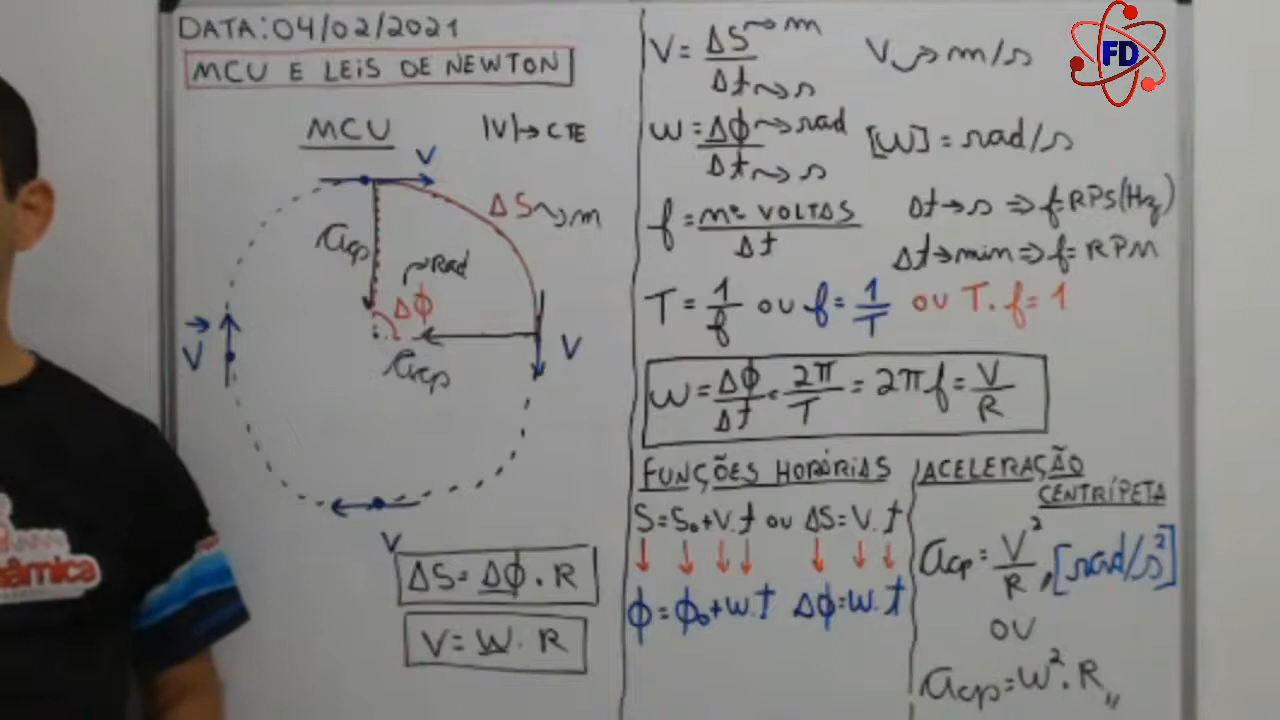 DATA: 04/02/2021
MCU E LEIS DE NEWTON
MCU
|V| → CTE
V
ΔS ⤳ m
acp
Rad
Δϕ
acp
V
V
V
ΔS = Δϕ . R
V = W . R
V = ΔS/Δt
m
s
V → m/s
W = Δϕ/Δt
rad
s
[W] = rad/s
f = nº VOLTAS/Δt
Δt → s ⇒ f = RPS (Hz)
Δt → min ⇒ f = RPM
T = 1/f OU f = 1/T OU T . f = 1
W = Δϕ/Δt = 2π/T = 2πf = V/R
FUNÇÕES HORÁRIAS
S = S₀ + V . t OU ΔS = V . t
ϕ = ϕ₀ + W . t Δϕ = W . t
ACELERAÇÃO
CENTRÍPETA
acp = V²/R , [rad/s²]
OU
acp = W² . R
FD
nâmica